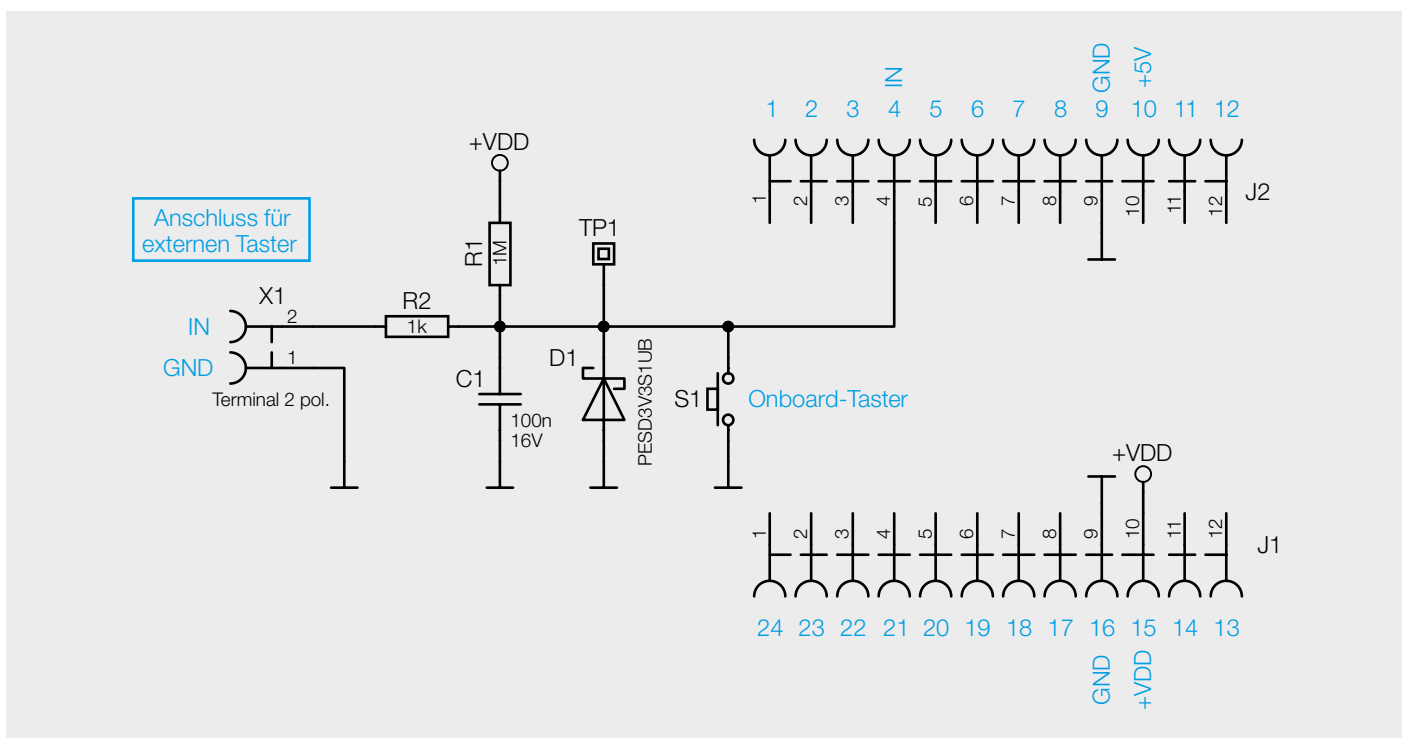 IN
GND
+5V
1 2 3 4 5 6 7 8 9 10 11 12
1 2 3 4 5 6 7 8 9 10 11 12
J2
+VDD
Anschluss für
externen Taster
R1
1M
TP1
X1
IN
2
R2
1k
GND
1
Terminal 2 pol.
C1
100n
16V
D1
PESD3V3S1UB
S1
Onboard-Taster
+VDD
1 2 3 4 5 6 7 8 9 10 11 12
J1
24 23 22 21 20 19 18 17 16 15 14 13
GND
+VDD